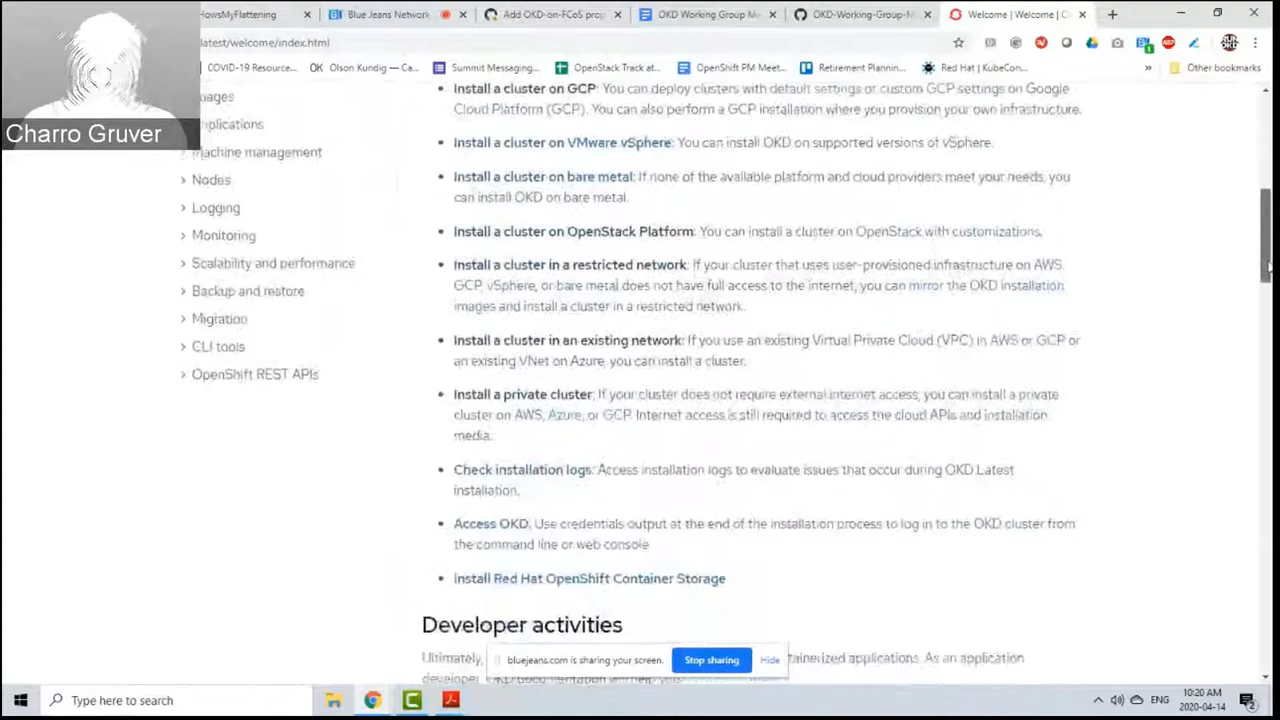 HowsMyFlattening
Blue Jeans Network
Add OKD-on-FCoS prop
OKD Working Group M
OKD-Working-Group-M
Welcome | Welcome | O
latest/welcome/index.html
COVID-19 Resource...
OK Olson Kundig — Ca...
Summit Messaging...
OpenStack Track at...
OpenShift PM Meet...
Retirement Plannin...
Red Hat | KubeCon...
»
Other bookmarks
Charro Gruver
Images
Applications
Machine management
Nodes
Logging
Monitoring
Scalability and performance
Backup and restore
Migration
CLI tools
OpenShift REST APIs
Install a cluster on GCP: You can deploy clusters with default settings or custom GCP settings on Google
Cloud Platform (GCP). You can also perform a GCP installation where you provision your own infrastructure.
Install a cluster on VMware vSphere: You can install OKD on supported versions of vSphere.
Install a cluster on bare metal: If none of the available platform and cloud providers meet your needs, you
can install OKD on bare metal.
Install a cluster on OpenStack Platform: You can install a cluster on OpenStack with customizations.
Install a cluster in a restricted network: If your cluster that uses user-provisioned infrastructure on AWS,
GCP, vSphere, or bare metal does not have full access to the internet, you can mirror the OKD installation
images and install a cluster in a restricted network.
Install a cluster in an existing network: If you use an existing Virtual Private Cloud (VPC) in AWS or GCP or
an existing VNet on Azure, you can install a cluster.
Install a private cluster: If your cluster does not require external internet access, you can install a private
cluster on AWS, Azure, or GCP. Internet access is still required to access the cloud APIs and installation
media.
Check installation logs: Access installation logs to evaluate issues that occur during OKD Latest
installation.
Access OKD. Use credentials output at the end of the installation process to log in to the OKD cluster from
the command line or web console
Install Red Hat OpenShift Container Storage
Developer activities
Ultimately,
tainerized applications. As an application
bluejeans.com is sharing your screen.
Stop sharing
Hide
Type here to search
ENG
10:20 AM
2020-04-14
2